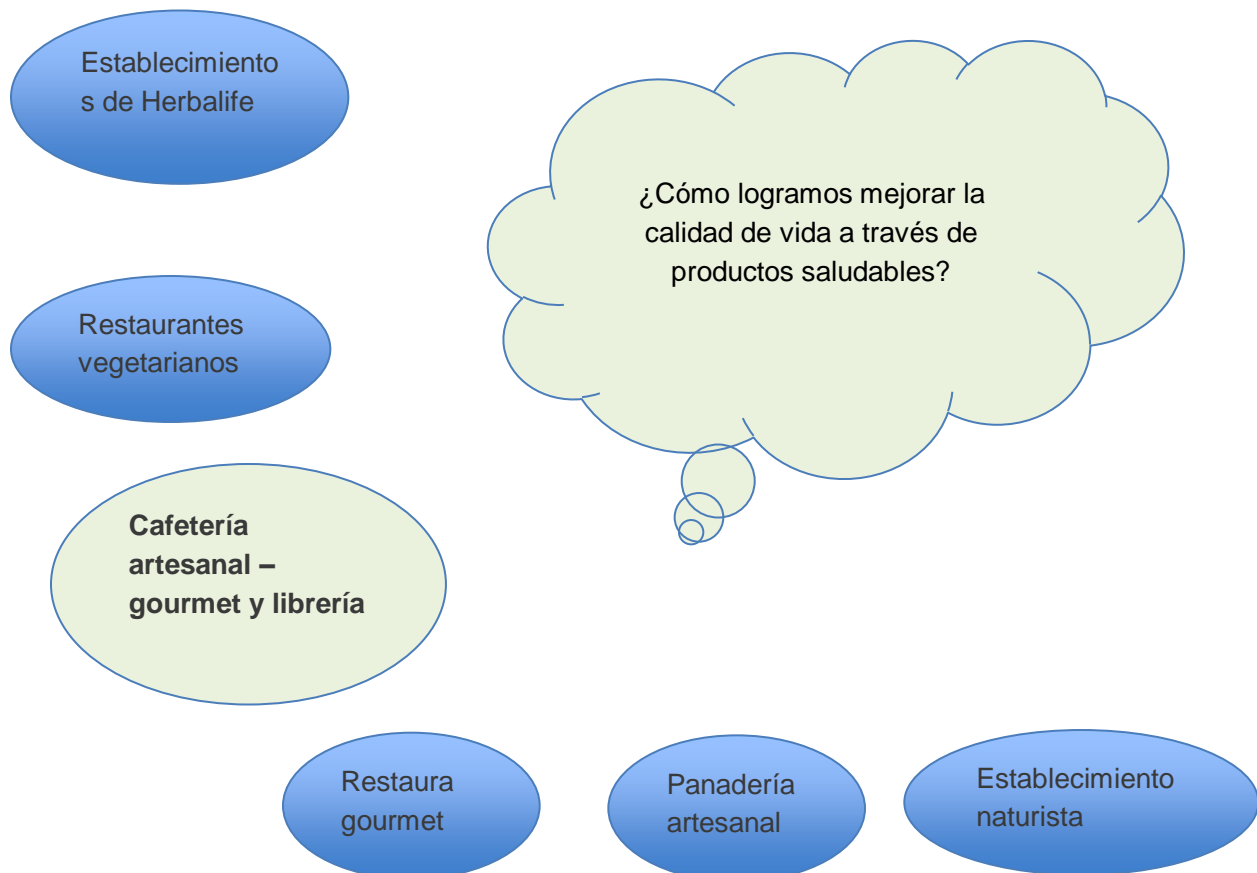 Establecimiento
s de Herbalife
¿Cómo logramos mejorar la
calidad de vida a través de
productos saludables?
Restaurantes
vegetarianos
Cafetería
artesanal –
gourmet y librería
Restaura
gourmet
Panadería
artesanal
Establecimiento
naturista